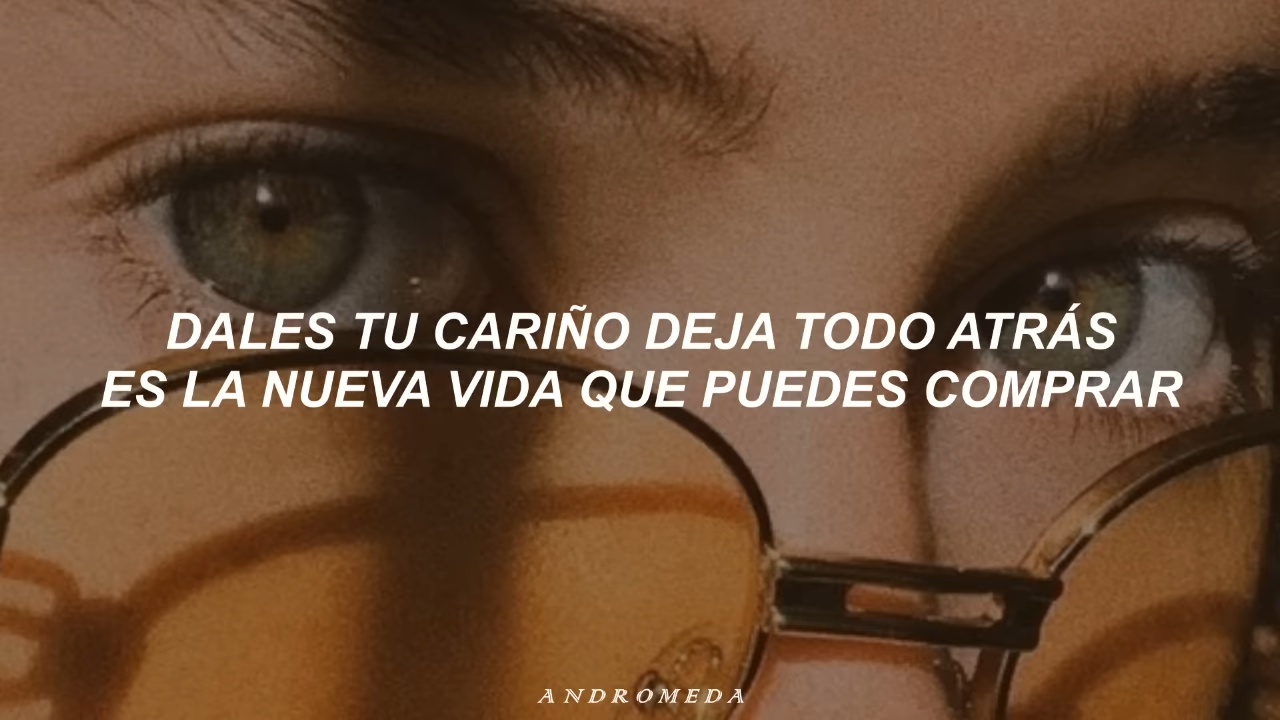 DALES TU CARIÑO DEJA TODO ATRÁS
ES LA NUEVA VIDA QUE PUEDES COMPRAR
ANDROMEDA